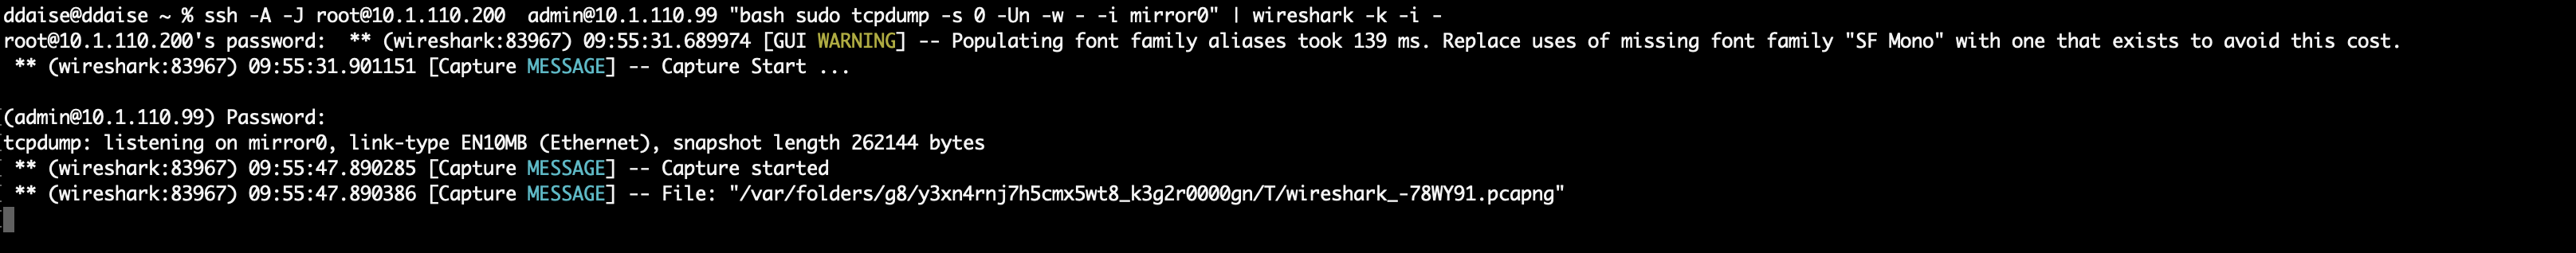 ddaise@ddaise ~ % ssh -A -J root@10.1.110.200  admin@10.1.110.99 "bash sudo tcpdump -s 0 -Un -w - -i mirror0" | wireshark -k -i -
root@10.1.110.200's password:  ** (wireshark:83967) 09:55:31.689974 [GUI WARNING] -- Populating font family aliases took 139 ms. Replace uses of missing font family "SF Mono" with one that exists to avoid this cost.
 ** (wireshark:83967) 09:55:31.901151 [Capture MESSAGE] -- Capture Start ...
(admin@10.1.110.99) Password:
tcpdump: listening on mirror0, link-type EN10MB (Ethernet), snapshot length 262144 bytes
 ** (wireshark:83967) 09:55:47.890285 [Capture MESSAGE] -- Capture started
 ** (wireshark:83967) 09:55:47.890386 [Capture MESSAGE] -- File: "/var/folders/g8/y3xn4rnj7h5cmx5wt8_k3g2r0000gn/T/wireshark_-78WY91.pcapng"